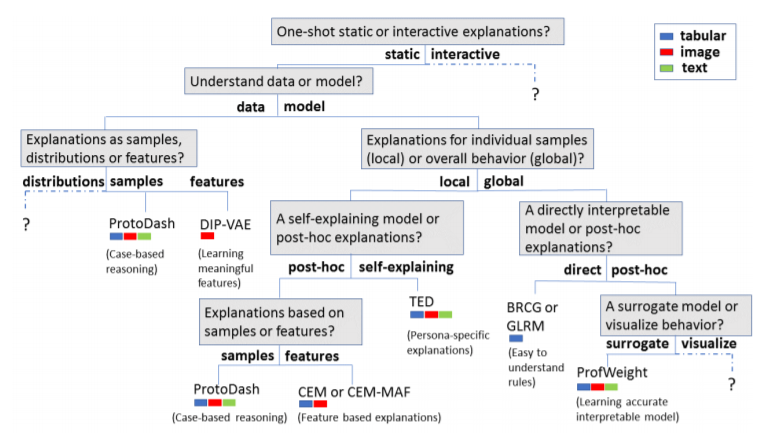 One-shot static or interactive explanations?
static interactive
?
tabular
image
text
Understand data or model?
data model
Explanations as samples,
distributions or features?
distributions samples features
?
ProtoDash
(Case-based
reasoning)
DIP-VAE
(Learning
meaningful
features)
Explanations for individual samples
(local) or overall behavior (global)?
local global
A self-explaining model or
post-hoc explanations?
post-hoc self-explaining
Explanations based on
samples or features?
samples features
ProtoDash
(Case-based reasoning)
CEM or CEM-MAF
(Feature based explanations)
TED
(Persona-specific
explanations)
A directly interpretable
model or post-hoc
explanations?
direct post-hoc
BRCG or
GLRM
(Easy to
understand
rules)
A surrogate model or
visualize behavior?
surrogate visualize
ProfWeight
(Learning accurate
interpretable model)
?